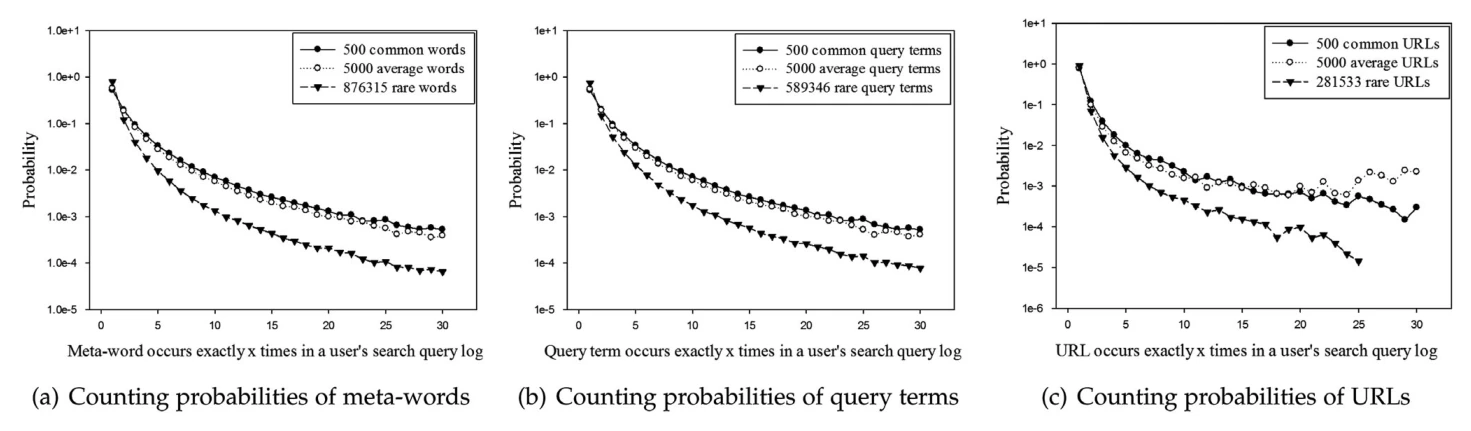 1.0e+1
1.0e+0
1.0e-1
1.0e-2
1.0e-3
1.0e-4
1.0e-5
Probability
500 common words
5000 average words
876315 rare words
0 5 10 15 20 25 30
Meta-word occurs exactly x times in a user's search query log
(a) Counting probabilities of meta-words
1e+1
1e+0
1e-1
1e-2
1e-3
1e-4
1e-5
Probability
500 common query terms
5000 average query terms
589346 rare query terms
0 5 10 15 20 25 30
Query term occurs exactly x times in a user's search query log
(b) Counting probabilities of query terms
1e+1
1e+0
1e-1
1e-2
1e-3
1e-4
1e-5
1e-6
Probability
500 common URLs
5000 average URLs
281533 rare URLs
0 5 10 15 20 25 30
URL occurs exactly x times in a user's search query log
(c) Counting probabilities of URLs